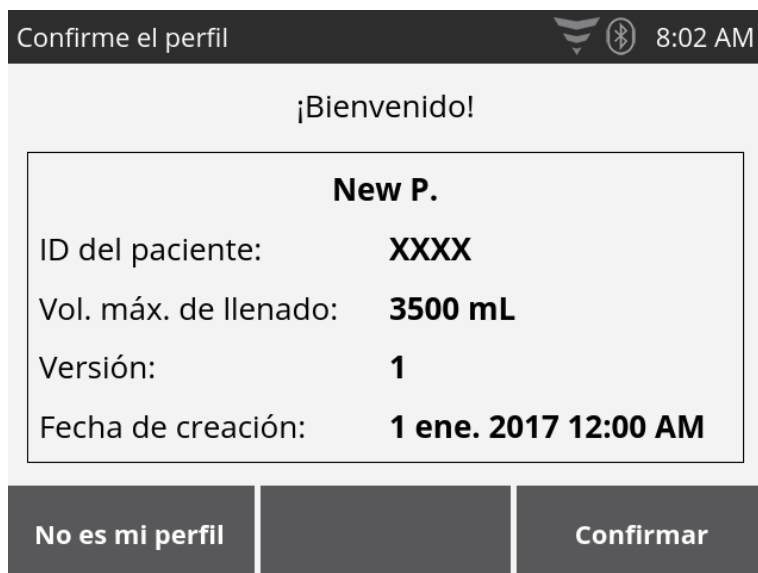 Confirme el perfil 8:02 AM
¡Bienvenido!
New P.
ID del paciente: XXXX
Vol. máx. de llenado: 3500 mL
Versión: 1
Fecha de creación: 1 ene. 2017 12:00 AM
No es mi perfil Confirmar